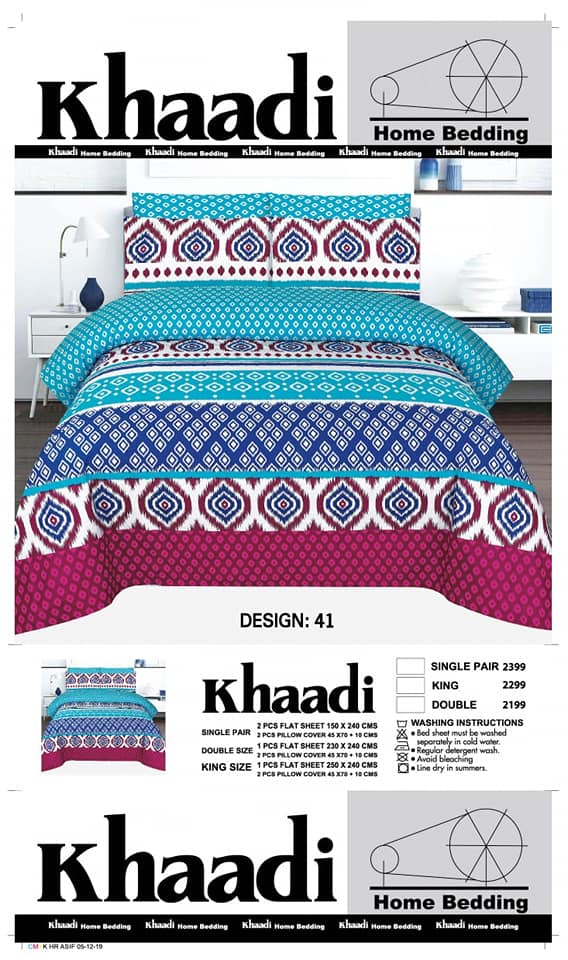 Khaadi
Home Bedding
Khaadi Home Bedding Khaadi Home Bedding Khaadi Home Bedding Khaadi Home Bedding Khaadi Home Bedding
DESIGN: 41
Khaadi
SINGLE PAIR 2 PCS FLAT SHEET 150 X 240 CMS
2 PCS PILLOW COVER 45 X70 + 10 CMS
DOUBLE SIZE 1 PCS FLAT SHEET 230 X 240 CMS
2 PCS PILLOW COVER 45 X70 + 10 CMS
KING SIZE 1 PCS FLAT SHEET 250 X 240 CMS
2 PCS PILLOW COVER 45 X70 + 10 CMS
SINGLE PAIR 2399
KING 2299
DOUBLE 2199
WASHING INSTRUCTIONS
● Bed sheet must be washed
separately in cold water.
● Regular detergent wash.
● Avoid bleaching
● Line dry in summers.
Khaadi
Home Bedding
Khaadi Home Bedding Khaadi Home Bedding Khaadi Home Bedding Khaadi Home Bedding Khaadi Home Bedding
CMYK HR ASIF 05-12-19